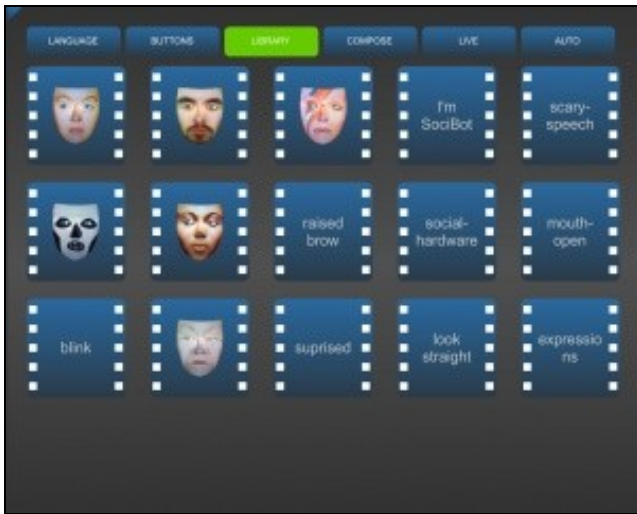 LANGUAGE
BUTTONS
LIBRARY
COMPOSE
LIVE
AUTO
I'm
SociBot
scary-
speech
raised
brow
social-
hardware
mouth-
open
blink
suprised
look
straight
expressio
ns